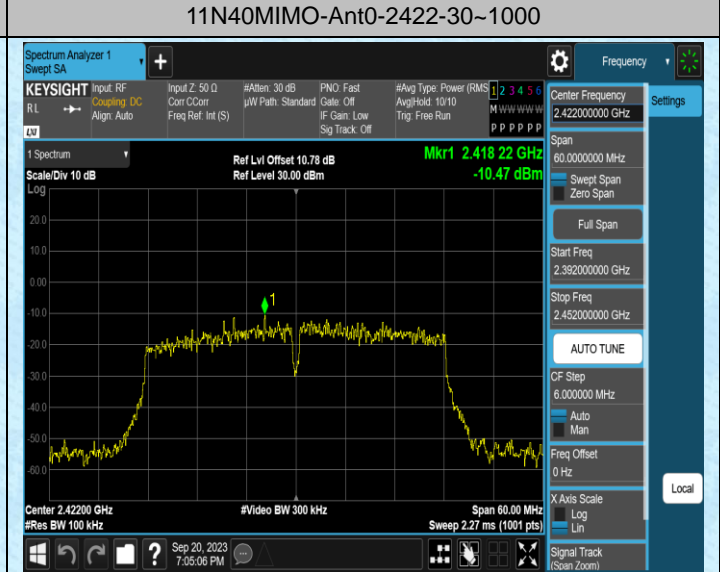 11N40MIMO-Ant0-2422-30~1000
Spectrum Analyzer 1
Swept SA
+
Frequency
KEYSIGHT
Input: RF
Input Z: 50 Ω
#Atten: 30 dB
PNO: Fast
#Avg Type: Power (RMS
1 2 3 4 5 6
RL
Coupling: DC
Corr CCorr
µW Path: Standard
Gate: Off
Avg|Hold: 10/10
M W W W W W
Align: Auto
Freq Ref: Int (S)
IF Gain: Low
Trig: Free Run
Sig Track: Off
P P P P P P
LXI
Center Frequency
2.422000000 GHz
Settings
1 Spectrum
Ref Lvl Offset 10.78 dB
Mkr1 2.418 22 GHz
Scale/Div 10 dB
Ref Level 30.00 dBm
-10.47 dBm
Log
20.0
10.0
0.00
-10.0
-20.0
-30.0
-40.0
-50.0
-60.0
1
Center 2.42200 GHz
#Video BW 300 kHz
Span 60.00 MHz
#Res BW 100 kHz
Sweep 2.27 ms (1001 pts)
Span
60.0000000 MHz
Swept Span
Zero Span
Full Span
Start Freq
2.392000000 GHz
Stop Freq
2.452000000 GHz
AUTO TUNE
CF Step
6.000000 MHz
Auto
Man
Freq Offset
0 Hz
X Axis Scale
Log
Lin
Local
Signal Track
(Span Zoom)
?
Sep 20, 2023
7:05:06 PM